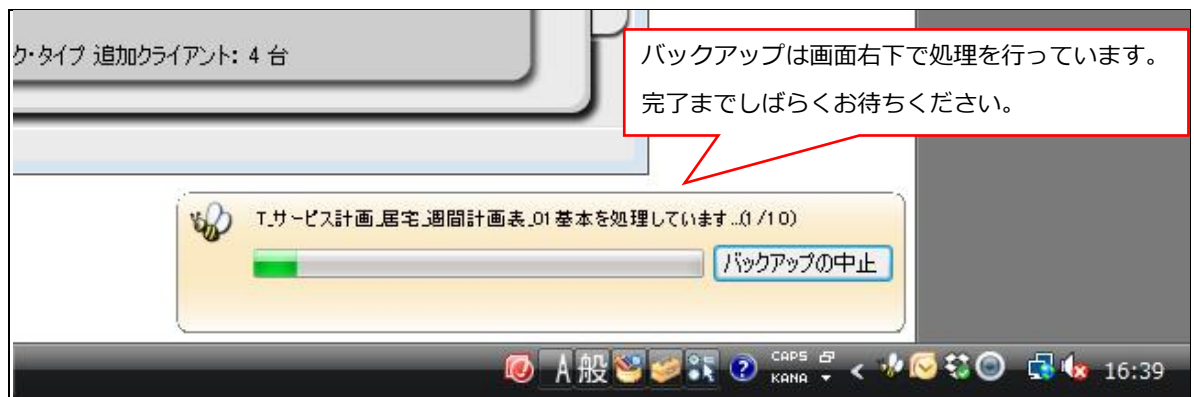 ク・タイプ 追加クライアント: 4 台
バックアップは画面右下で処理を行っています。
完了までしばらくお待ちください。
T_サービス計画_居宅_週間計画表_01基本を処理しています...(1/10)
バックアップの中止
A 般 CAPS KANA 16:39